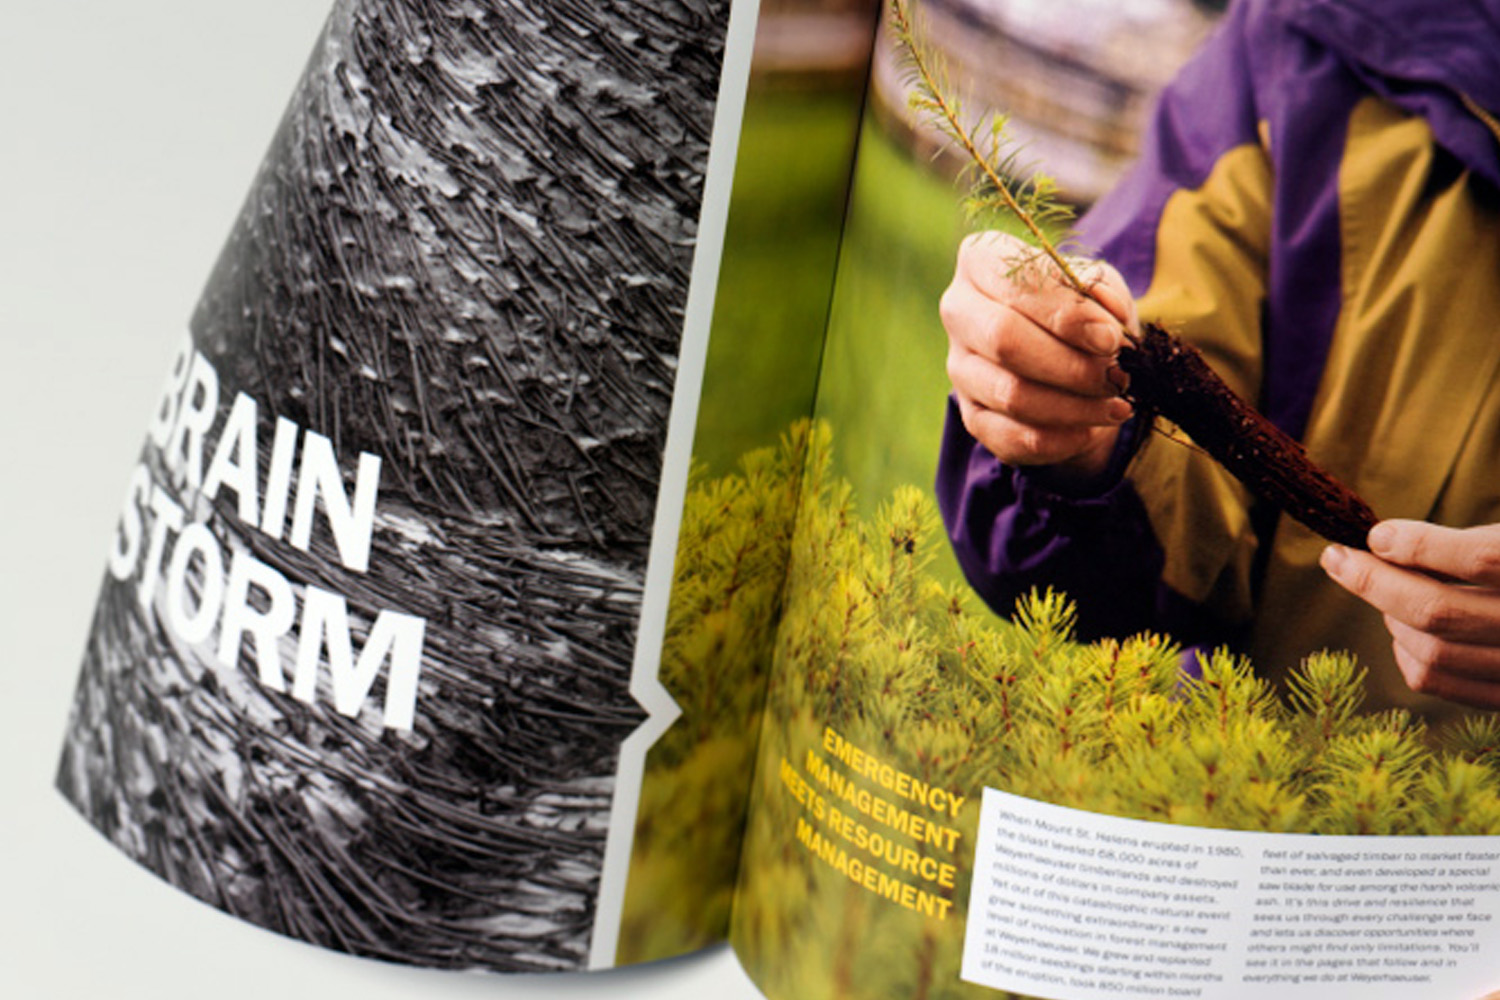 BRAIN
STORM
EMERGENCY
MANAGEMENT
MEETS RESOURCE
MANAGEMENT
When Mount St. Helens erupted in 1980,
the blast leveled 68,000 acres of
Weyerhaeuser timberlands and destroyed
millions of dollars in company assets.
Yet out of this catastrophic natural event
grew something extraordinary: a new
level of innovation in forest management
at Weyerhaeuser. We grew and replanted
18 million seedlings starting within months
of the eruption, took 850 million board
feet of salvaged timber to market faster
than ever, and even developed a special
saw blade for use among the harsh volcanic
ash. It's this drive and resilience that
sees us through every challenge we face
and lets us discover opportunities where
others might find only limitations. You'll
see it in the pages that follow and in
everything we do at Weyerhaeuser.